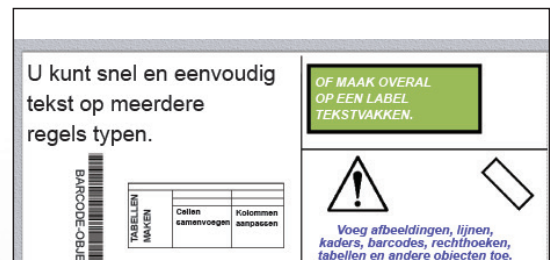 U kunt snel en eenvoudig
tekst op meerdere
regels typen.
OF MAAK OVERAL
OP EEN LABEL
TEKSTVAKKEN.
BARCODE-OBJE
TABELLEN
MAKEN
Cellen
samenvoegen
Kolommen
aanpassen
Voeg afbeeldingen, lijnen,
kaders, barcodes, rechthoeken,
tabellen en andere objecten toe.